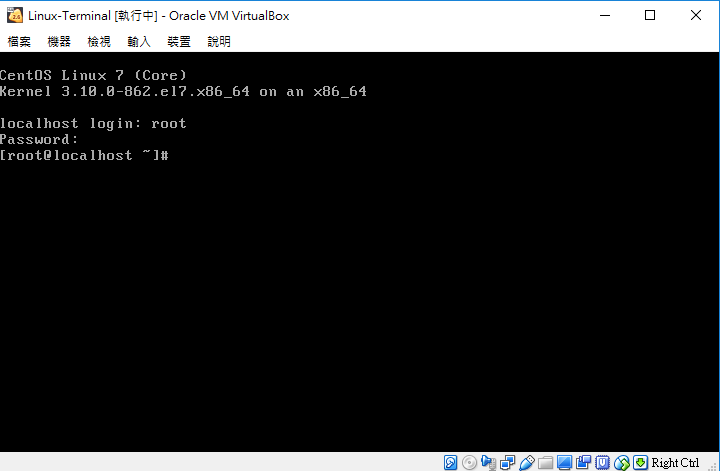 Linux-Terminal [執行中] - Oracle VM VirtualBox
檔案 機器 檢視 輸入 裝置 說明
CentOS Linux 7 (Core)
Kernel 3.10.0-862.el7.x86_64 on an x86_64
localhost login: root
Password:
[root@localhost ~]#
Right Ctrl